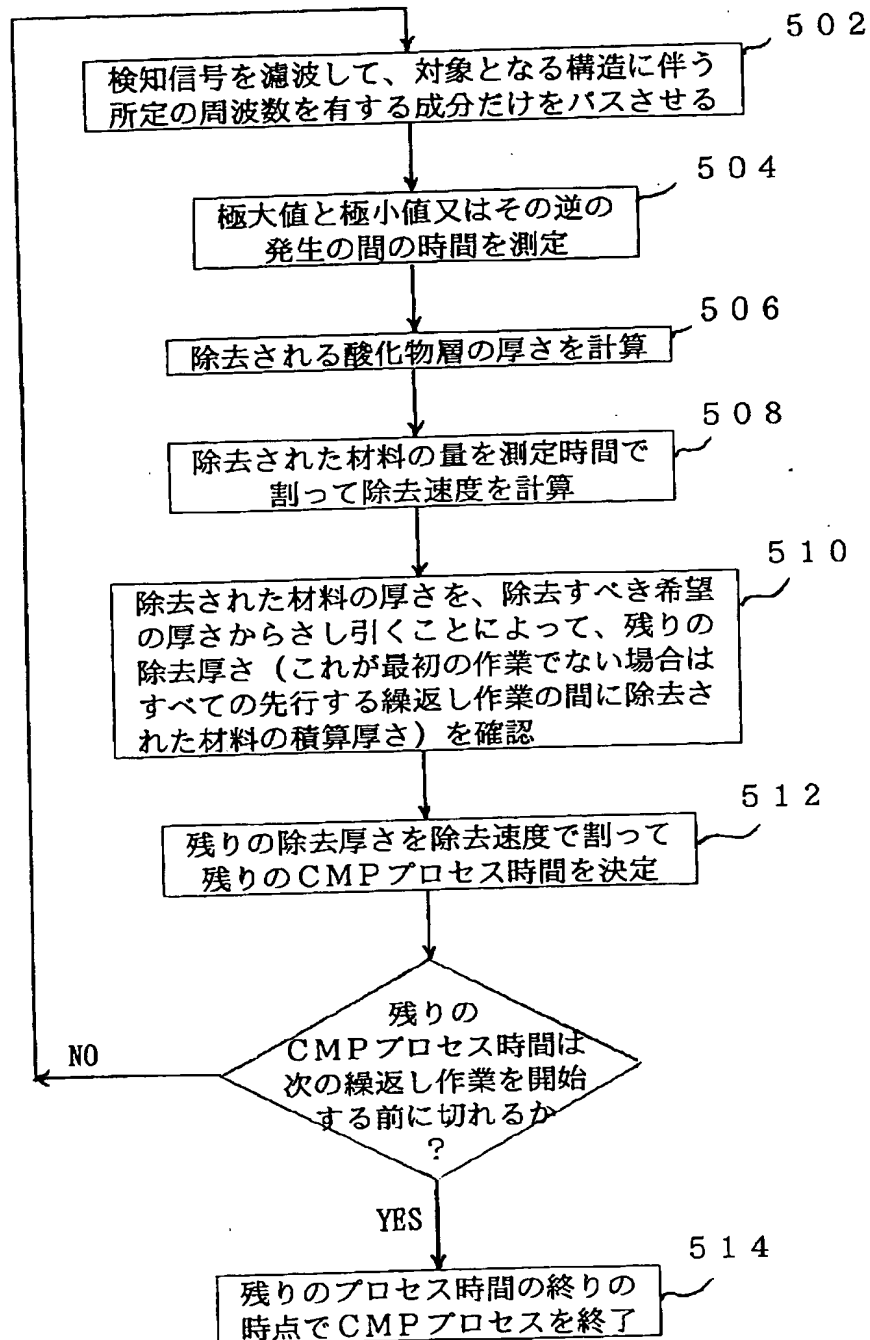 ５０２
検知信号を濾波して、対象となる構造に伴う
所定の周波数を有する成分だけをパスさせる
５０４
極大値と極小値又はその逆の
発生の間の時間を測定
５０６
除去される酸化物層の厚さを計算
５０８
除去された材料の量を測定時間で
割って除去速度を計算
５１０
除去された材料の厚さを、除去すべき希望
の厚さからさし引くことによって、残りの
除去厚さ（これが最初の作業でない場合は
すべての先行する繰返し作業の間に除去さ
れた材料の積算厚さ）を確認
５１２
残りの除去厚さを除去速度で割って
残りのＣＭＰプロセス時間を決定
残りの
ＣＭＰプロセス時間は
次の繰返し作業を開始
する前に切れるか
？
NO
YES
５１４
残りのプロセス時間の終りの
時点でＣＭＰプロセスを終了